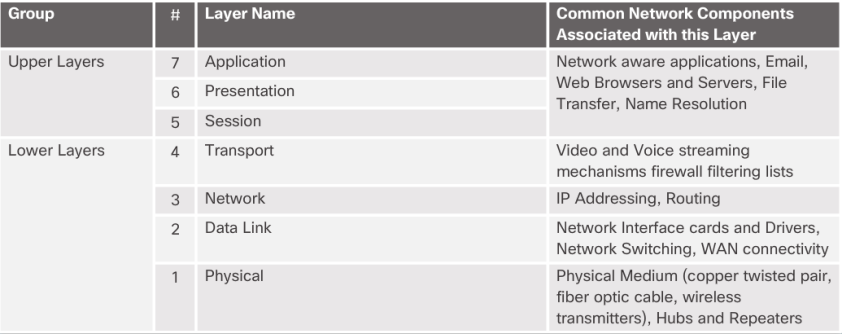 Group # Layer Name Common Network Components
Associated with this Layer
Upper Layers 7 Application Network aware applications, Email,
Web Browsers and Servers, File
Transfer, Name Resolution
6 Presentation
5 Session
Lower Layers 4 Transport Video and Voice streaming
mechanisms firewall filtering lists
3 Network IP Addressing, Routing
2 Data Link Network Interface cards and Drivers,
Network Switching, WAN connectivity
1 Physical Physical Medium (copper twisted pair,
fiber optic cable, wireless
transmitters), Hubs and Repeaters